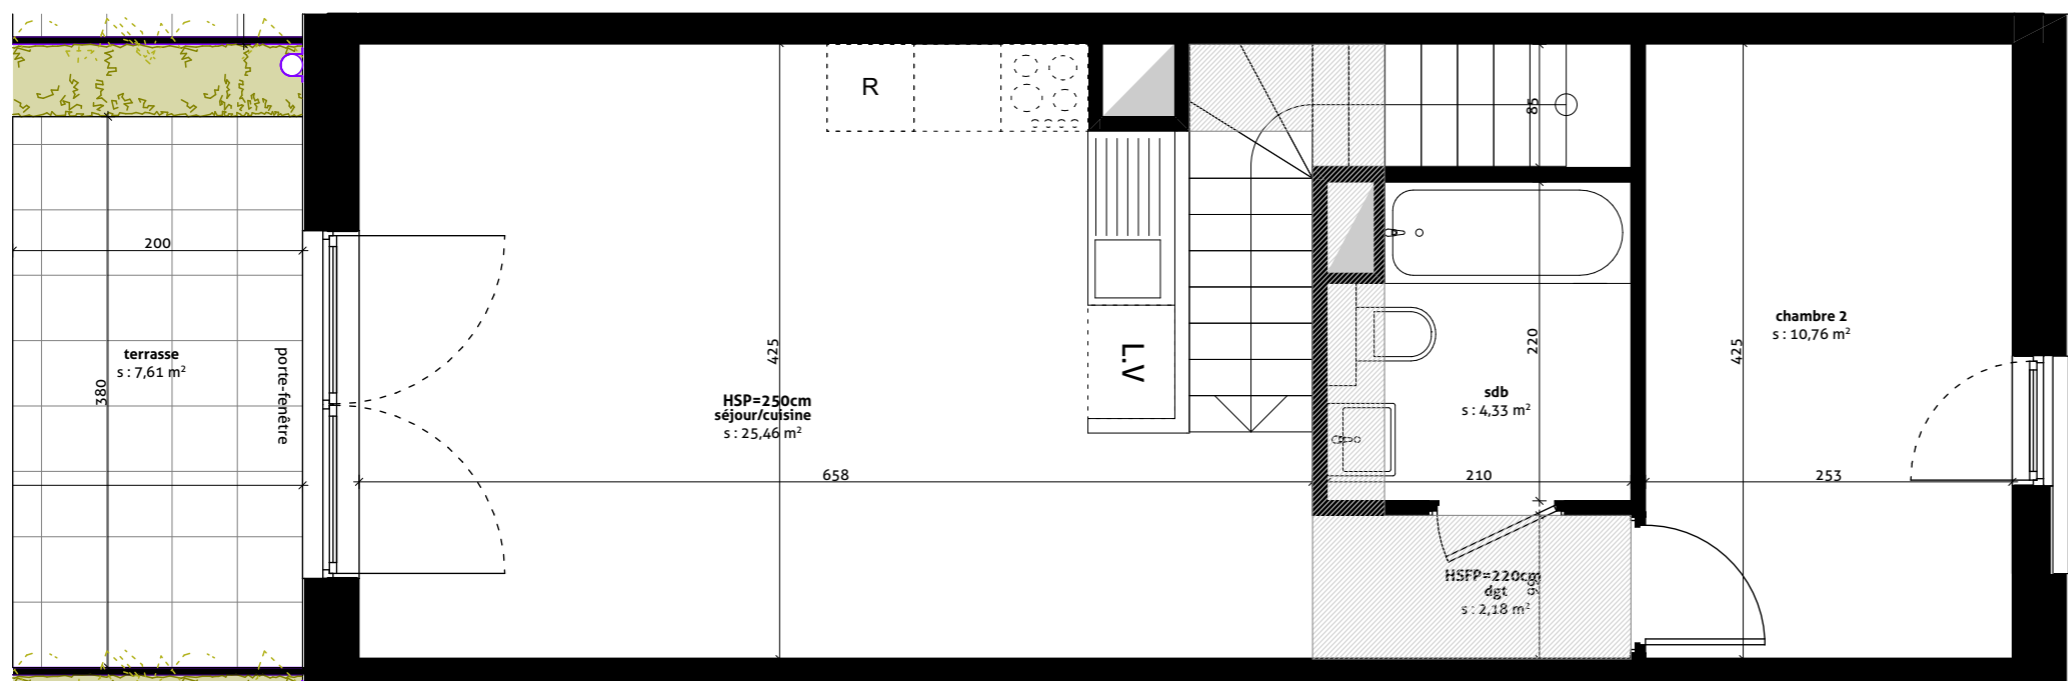 R
85
200
terrasse
s : 7,61 m²
380
porte-fenêtre
425
HSP=250cm
séjour/cuisine
s : 25,46 m²
658
L.V
220
sdb
s : 4,33 m²
210
HSFP=220cm
dgt
s : 2,18 m²
99
425
chambre 2
s : 10,76 m²
253